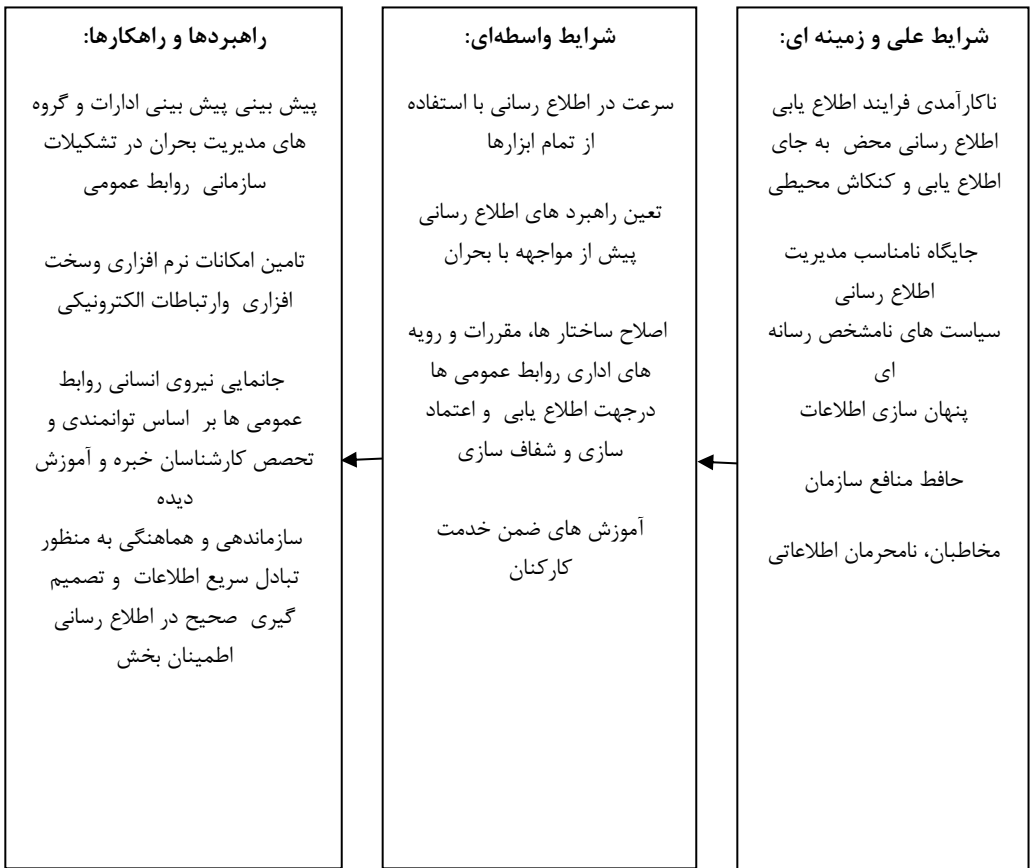 شرایط علی و زمینه ای:
ناکارآمدی فرایند اطلاع یابی
اطلاع رسانی محض به جای
اطلاع یابی و کنکاش محیطی
جایگاه نامناسب مدیریت
اطلاع رسانی
سیاست های نامشخص رسانه
ای
پنهان سازی اطلاعات
حافط منافع سازمان
مخاطبان، نامحرمان اطلاعاتی
شرایط واسطه‌ای:
سرعت در اطلاع رسانی با استفاده
از تمام ابزارها
تعین راهبرد های اطلاع رسانی
پیش از مواجهه با بحران
اصلاح ساختار ها، مقررات و رویه
های اداری روابط عمومی ها
درجهت اطلاع یابی و اعتماد
سازی و شفاف سازی
آموزش های ضمن خدمت
کارکنان
راهبردها و راهکارها:
پیش بینی پیش بینی ادارات و گروه
های مدیریت بحران در تشکیلات
سازمانی روابط عمومی
تامین امکانات نرم افزاری وسخت
افزاری وارتباطات الکترونیکی
جانمایی نیروی انسانی روابط
عمومی ها بر اساس توانمندی و
تحصص کارشناسان خبره و آموزش
دیده
سازماندهی و هماهنگی به منظور
تبادل سریع اطلاعات و تصمیم
گیری صحیح در اطلاع رسانی
اطمینان بخش